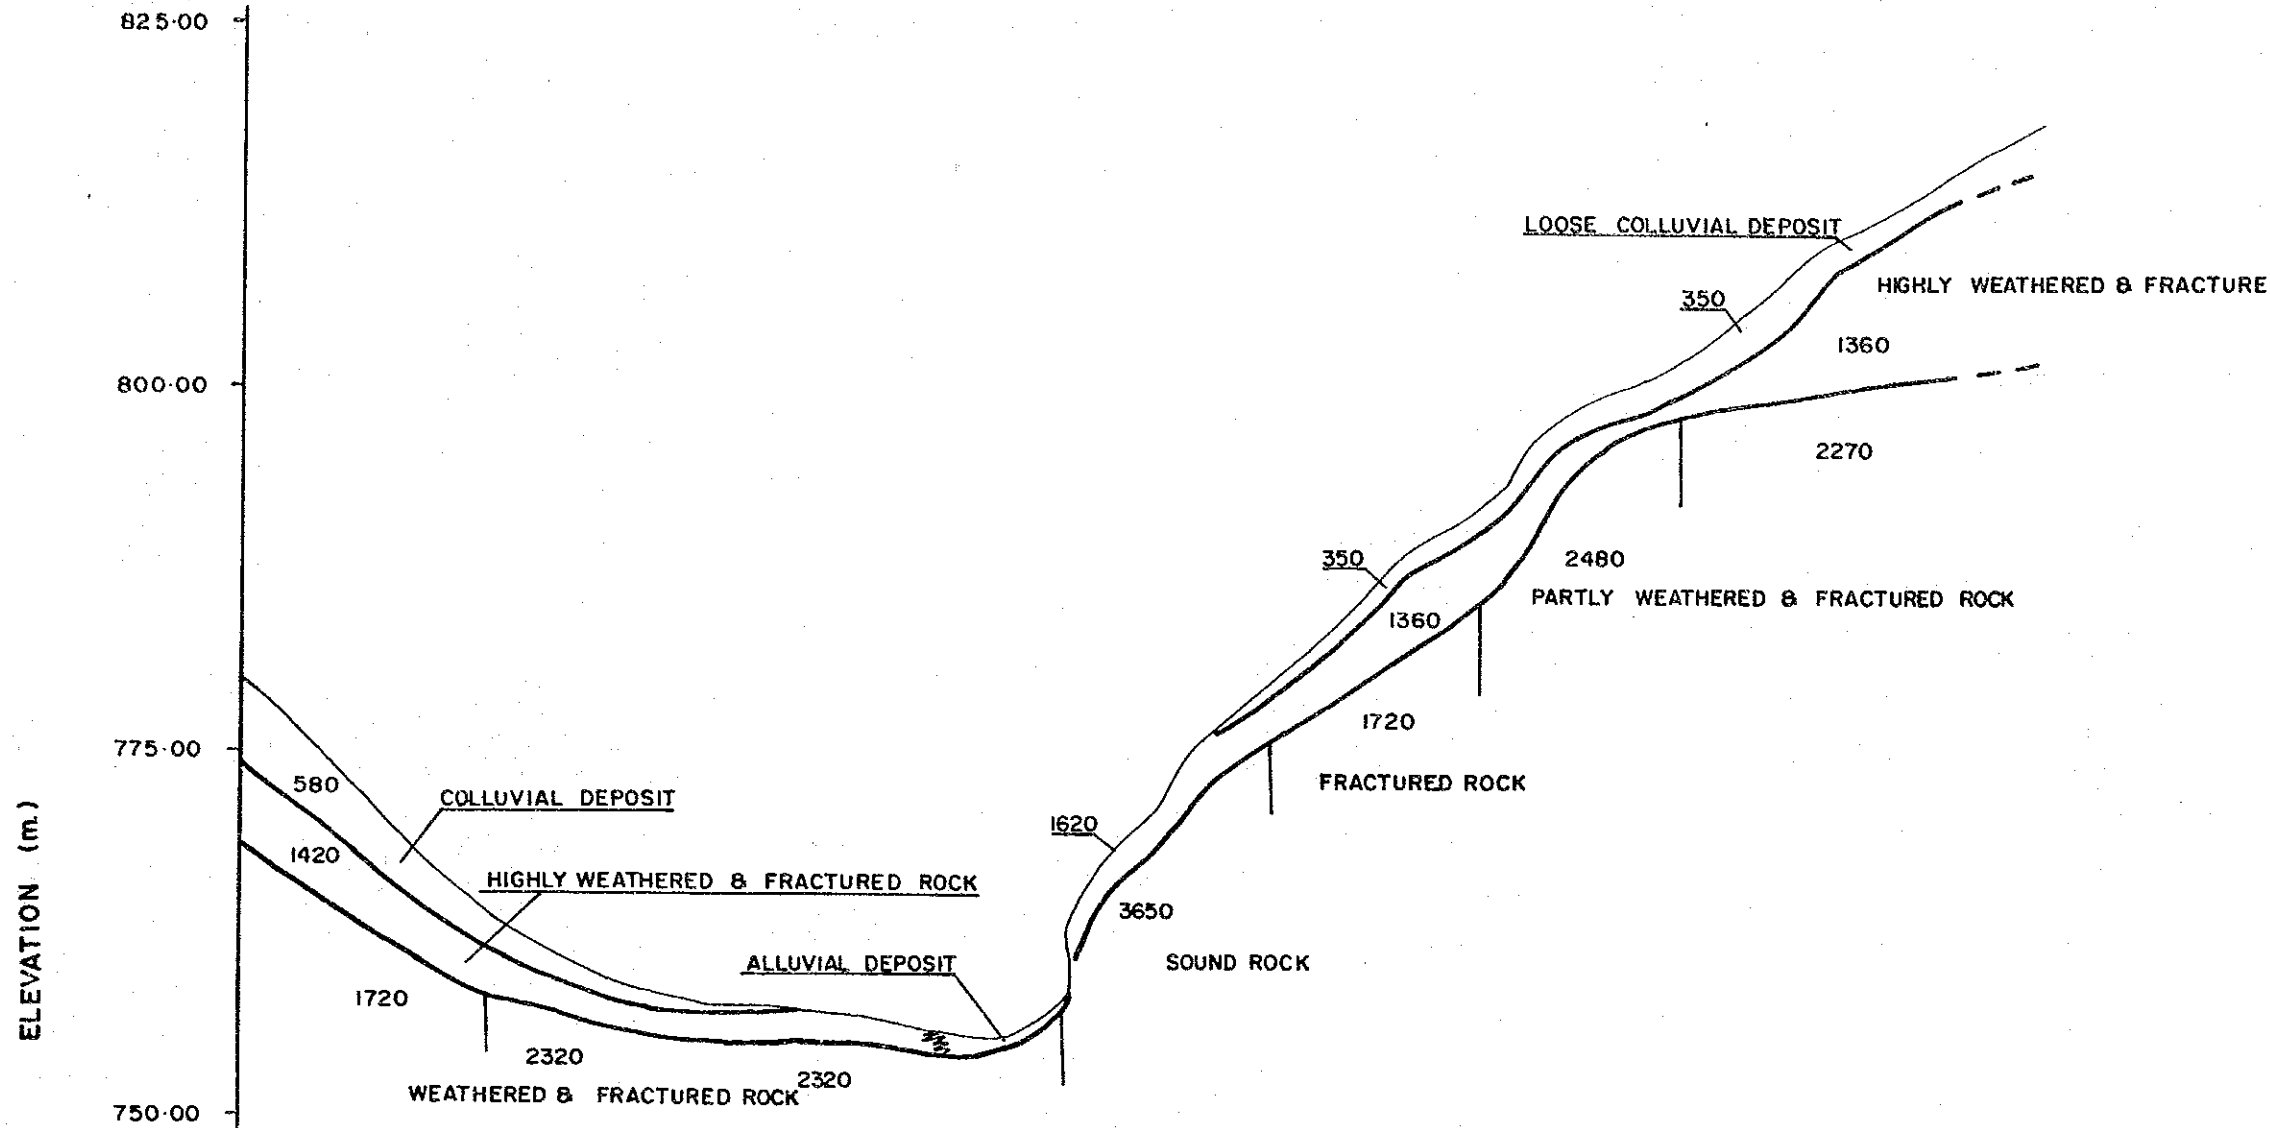 825·00
LOOSE COLLUVIAL DEPOSIT
HIGHLY WEATHERED & FRACTURE
350
1360
800·00
2270
350
2480
PARTLY WEATHERED & FRACTURED ROCK
1360
1720
775·00
FRACTURED ROCK
580
COLLUVIAL DEPOSIT
1620
1420
HIGHLY WEATHERED & FRACTURED ROCK
3650
ALLUVIAL DEPOSIT
SOUND ROCK
1720
2320
2320
WEATHERED & FRACTURED ROCK
750·00
ELEVATION (m.)